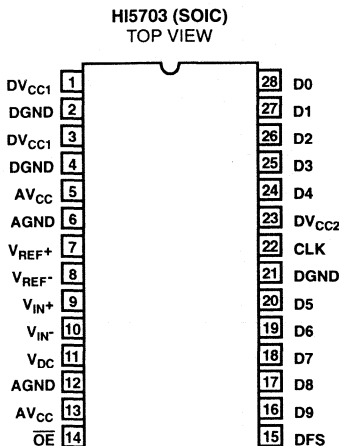 HI5703 (SOIC)
TOP VIEW
DVCC1 1 28 D0
DGND 2 27 D1
DVCC1 3 26 D2
DGND 4 25 D3
AVCC 5 24 D4
AGND 6 23 DVCC2
VREF+ 7 22 CLK
VREF- 8 21 DGND
VIN+ 9 20 D5
VIN- 10 19 D6
VDC 11 18 D7
AGND 12 17 D8
AVCC 13 16 D9
O̅E̅ 14 15 DFS